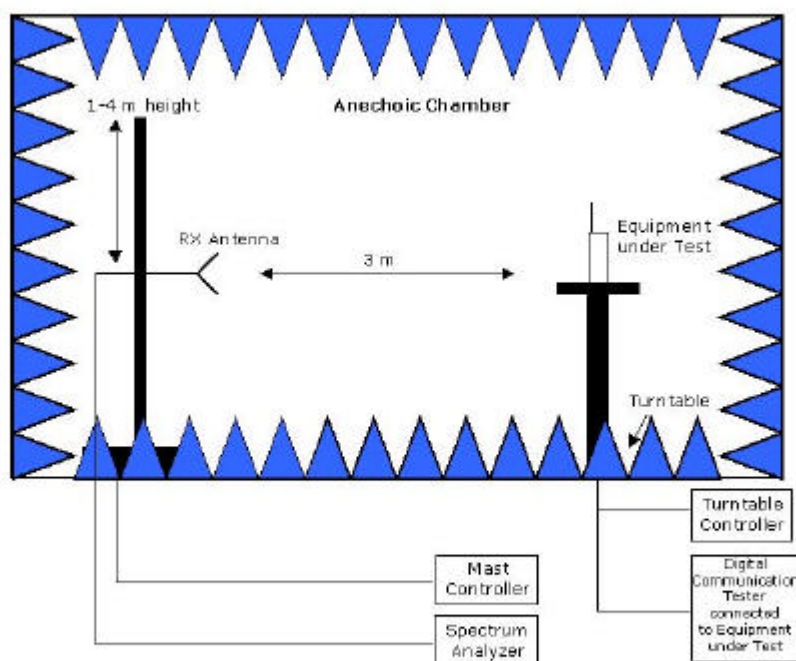 1-4 m height
Anechoic Chamber
RX Antenna
3 m
Equipment
under Test
Turntable
Turntable
Controller
Mast
Controller
Digital
Communication
Tester
connected
to Equipment
under Test
Spectrum
Analyzer